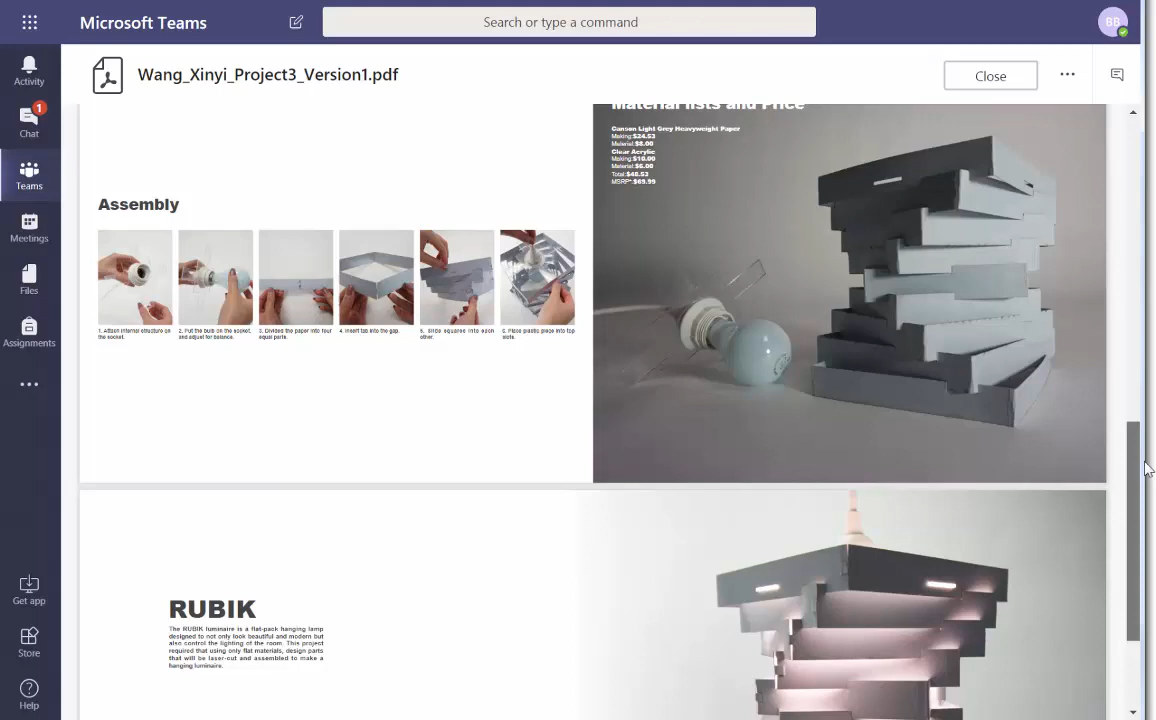 Microsoft Teams
Search or type a command
BB
Activity
1
Chat
Teams
Meetings
Files
Assignments
Get app
Store
Help
Wang_Xinyi_Project3_Version1.pdf
Close
Assembly
1. Attach internal structure on
the socket.
2. Put the bulb on the socket,
and adjust for balance.
3. Divided the paper into four
equal parts.
4. Insert tab into the gap.
5. Slide squares into each
other.
6. Place plastic piece into top
slots.
Material lists and Price
Canson Light Grey Heavyweight Paper
Making:$24.53
Material:$8.00
Clear Acrylic
Making:$10.00
Material:$6.00
Total:$48.53
MSRP*:$69.99
RUBIK
The RUBIK luminaire is a flat-pack hanging lamp
designed to not only look beautiful and modern but
also control the lighting of the room. This project
required that using only flat materials, design parts
that will be laser-cut and assembled to make a
hanging luminaire.